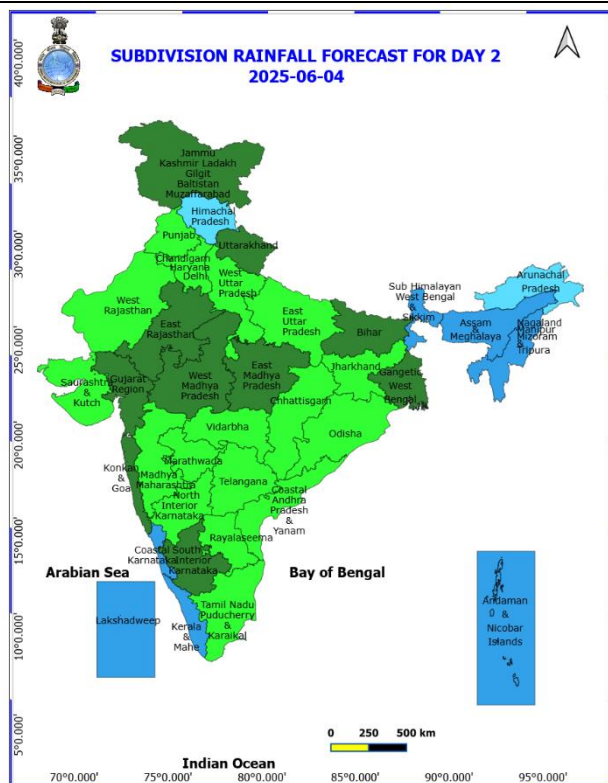 SUBDIVISION RAINFALL FORECAST FOR DAY 2
2025-06-04
40°0.000'
35°0.000'
30°0.000'
25°0.000'
20°0.000'
15°0.000'
10°0.000'
5°0.000'
Jammu
Kashmir Ladakh
Gilgit
Baltistan
Muzaffarabad
Himachal
Pradesh
Punjab
Uttarakhand
Chandigarh
Haryana
Delhi
West
Uttar
Pradesh
Arunachal
Pradesh
Sub Himalayan
West Bengal
&
Sikkim
West
Rajasthan
East
Rajasthan
East
Uttar
Pradesh
Bihar
Assam
&
Meghalaya
Nagaland
Manipur
Mizoram
&
Tripura
Saurashtra
&
Kutch
Gujarat
Region
West
Madhya
Pradesh
East
Madhya
Pradesh
Jharkhand
Gangetic
West
Bengal
Chhattisgarh
Vidarbha
Odisha
Konkan
&
Goa
Madhya
Maharashtra
Marathwada
Telangana
North
Interior
Karnataka
Coastal
Andhra
Pradesh
&
Yanam
Rayalaseema
Coastal
Karnataka
South
Interior
Karnataka
Arabian Sea
Bay of Bengal
Lakshadweep
Kerala
&
Mahe
Tamil Nadu
Puducherry
&
Karaikal
Andaman
&
Nicobar
Islands
0 250 500 km
Indian Ocean
70°0.000' 75°0.000' 80°0.000' 85°0.000' 90°0.000' 95°0.000'